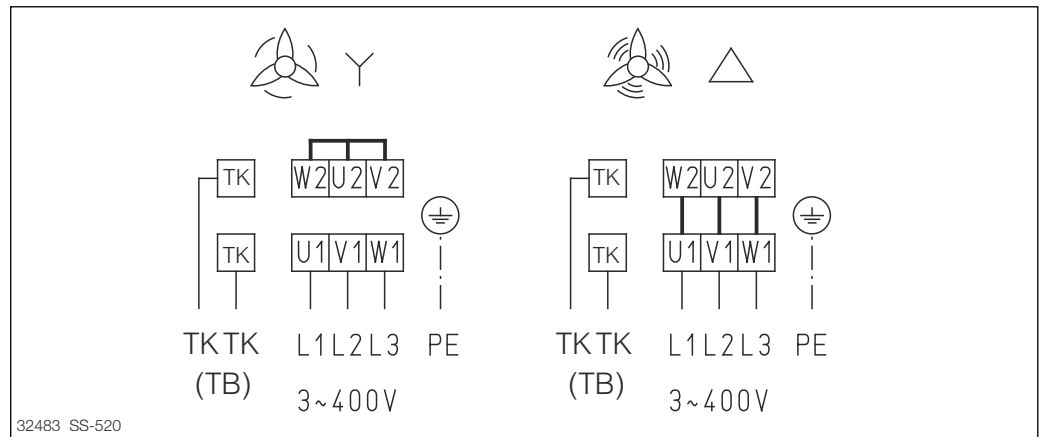 TK W2 U2 V2
TK U1 V1 W1
TK TK L1 L2 L3 PE
(TB)
3~400V
TK W2 U2 V2
TK U1 V1 W1
TK TK L1 L2 L3 PE
(TB)
3~400V
32483 SS-520